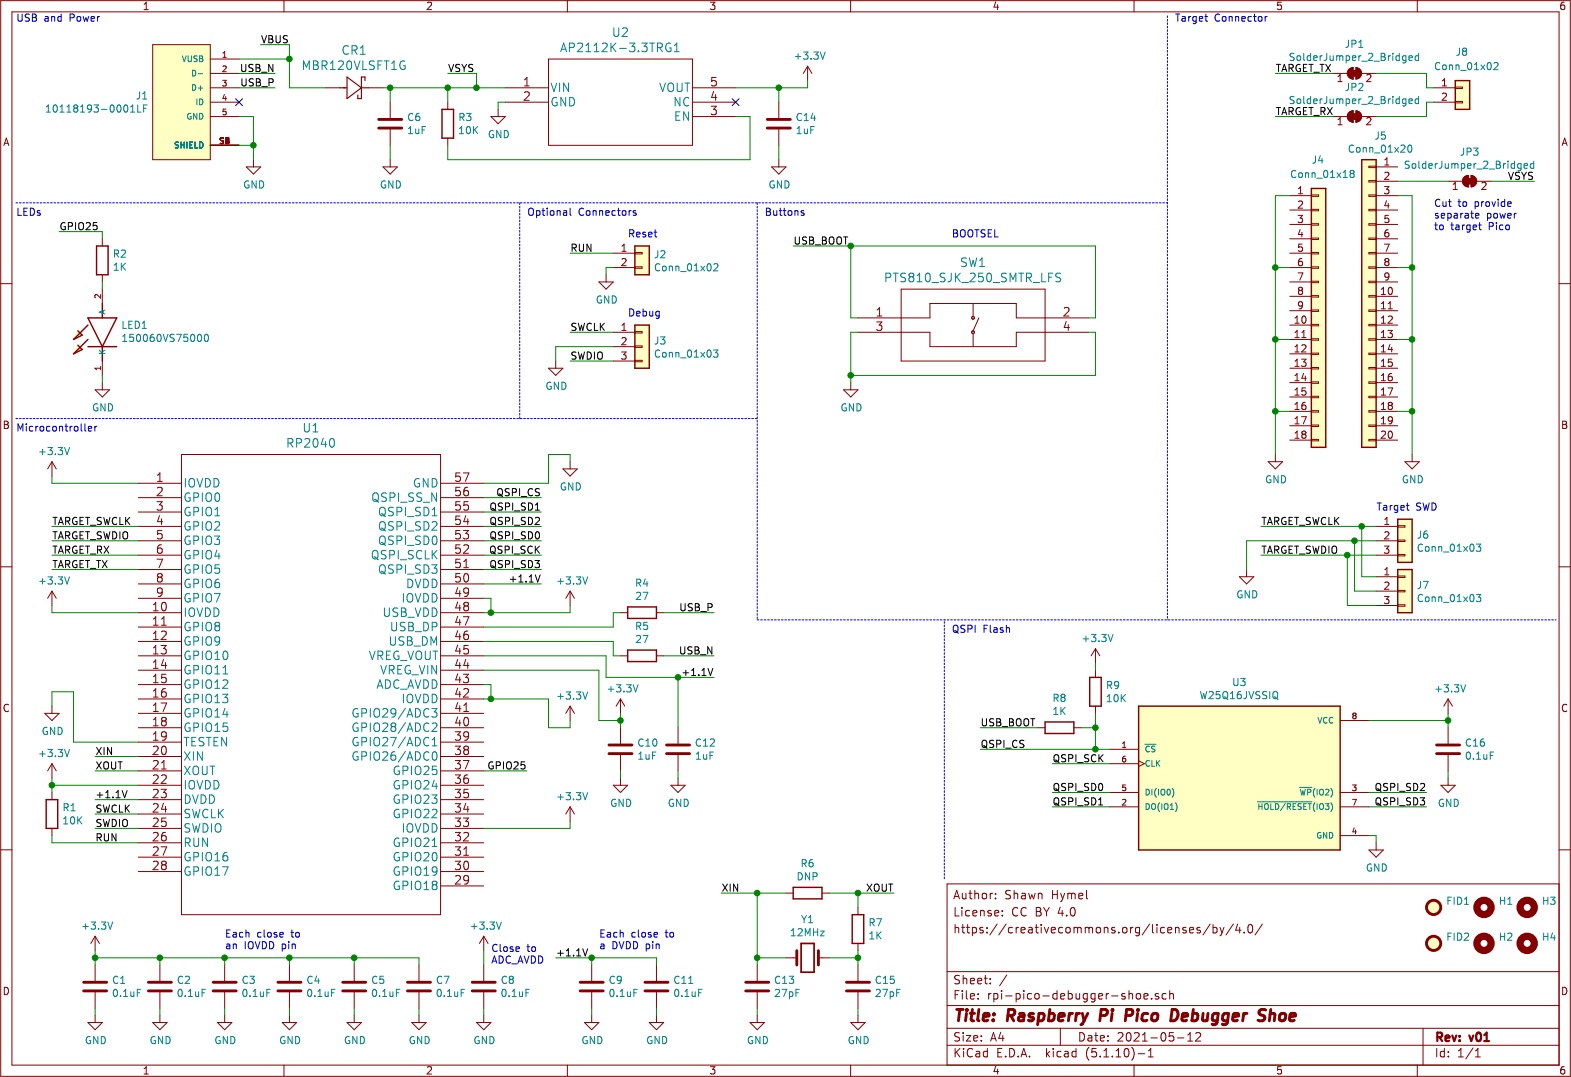 1 2 3 4 5 6
A B C D
USB and Power
J1
10118193-0001LF
VUSB 1
D- 2
D+ 3
ID 4
GND 5
SHIELD
VBUS
USB_N
USB_P
GND
CR1
MBR120VLSFT1G
C6
1uF
GND
VSYS
R3
10K
GND
U2
AP2112K-3.3TRG1
1 VIN
2 GND
VOUT 5
NC 4
EN 3
+3.3V
C14
1uF
GND
Target Connector
JP1
SolderJumper_2_Bridged
TARGET_TX
1 2
JP2
SolderJumper_2_Bridged
TARGET_RX
1 2
J8
Conn_01x02
1
2
J5
Conn_01x20
1
2
3
4
5
6
7
8
9
10
11
12
13
14
15
16
17
18
19
20
GND
J4
Conn_01x18
1
2
3
4
5
6
7
8
9
10
11
12
13
14
15
16
17
18
GND
JP3
SolderJumper_2_Bridged
1 2
VSYS
Cut to provide
separate power
to target Pico
Target SWD
TARGET_SWCLK
TARGET_SWDIO
GND
1
2
3
J6
Conn_01x03
1
2
3
J7
Conn_01x03
LEDs
GPIO25
R2
1K
2
A
LED1
150060VS75000
K
1
GND
Optional Connectors
Reset
RUN 1
2
J2
Conn_01x02
GND
Debug
SWCLK 1
2
SWDIO 3
J3
Conn_01x03
GND
Buttons
BOOTSEL
USB_BOOT
SW1
PTS810_SJK_250_SMTR_LFS
1 2
3 4
GND
Microcontroller
U1
RP2040
+3.3V
1 IOVDD
2 GPIO0
3 GPIO1
TARGET_SWCLK 4 GPIO2
TARGET_SWDIO 5 GPIO3
TARGET_RX 6 GPIO4
TARGET_TX 7 GPIO5
8 GPIO6
+3.3V
9 GPIO7
10 IOVDD
11 GPIO8
12 GPIO9
13 GPIO10
14 GPIO11
15 GPIO12
16 GPIO13
17 GPIO14
18 GPIO15
GND
19 TESTEN
XIN 20 XIN
XOUT 21 XOUT
+3.3V
22 IOVDD
+1.1V 23 DVDD
SWCLK 24 SWCLK
SWDIO 25 SWDIO
RUN 26 RUN
27 GPIO16
28 GPIO17
R1
10K
GND 57
GND
QSPI_SS_N 56 QSPI_CS
QSPI_SD1 55 QSPI_SD1
QSPI_SD2 54 QSPI_SD2
QSPI_SD0 53 QSPI_SD0
QSPI_SCLK 52 QSPI_SCK
QSPI_SD3 51 QSPI_SD3
DVDD 50 +1.1V
IOVDD 49
USB_VDD 48
USB_DP 47
USB_DM 46
VREG_VOUT 45
VREG_VIN 44
ADC_AVDD 43
IOVDD 42
GPIO29/ADC3 41
GPIO28/ADC2 40
GPIO27/ADC1 39
GPIO26/ADC0 38
GPIO25 37 GPIO25
GPIO24 36
GPIO23 35
GPIO22 34
IOVDD 33
GPIO21 32
GPIO20 31
GPIO19 30
GPIO18 29
+3.3V
R4
27
USB_P
R5
27
USB_N
+1.1V
+3.3V
+3.3V
C10
1uF
GND
C12
1uF
GND
+3.3V
QSPI Flash
+3.3V
R9
10K
R8
1K
USB_BOOT
QSPI_CS
QSPI_SCK
QSPI_SD0
QSPI_SD1
U3
W25Q16JVSSIQ
1 CS
6 CLK
5 DI(IO0)
2 DO(IO1)
VCC 8
WP(IO2) 3 QSPI_SD2
HOLD/RESET(IO3) 7 QSPI_SD3
GND 4
GND
+3.3V
C16
0.1uF
GND
XIN
R6
DNP
XOUT
Y1
12MHz
R7
1K
C13
27pF
GND
C15
27pF
GND
+3.3V
Each close to
an IOVDD pin
C1
0.1uF
GND
C2
0.1uF
GND
C3
0.1uF
GND
C4
0.1uF
GND
C5
0.1uF
GND
C7
0.1uF
GND
+3.3V
Close to
ADC_AVDD
C8
0.1uF
GND
Each close to
a DVDD pin
+1.1V
C9
0.1uF
GND
C11
0.1uF
GND
Author: Shawn Hymel
License: CC BY 4.0
https://creativecommons.org/licenses/by/4.0/
FID1 H1 H3
FID2 H2 H4
Sheet: /
File: rpi-pico-debugger-shoe.sch
Title: Raspberry Pi Pico Debugger Shoe
Size: A4 Date: 2021-05-12 Rev: v01
KiCad E.D.A. kicad (5.1.10)-1 Id: 1/1
A B C D
1 2 3 4 5 6